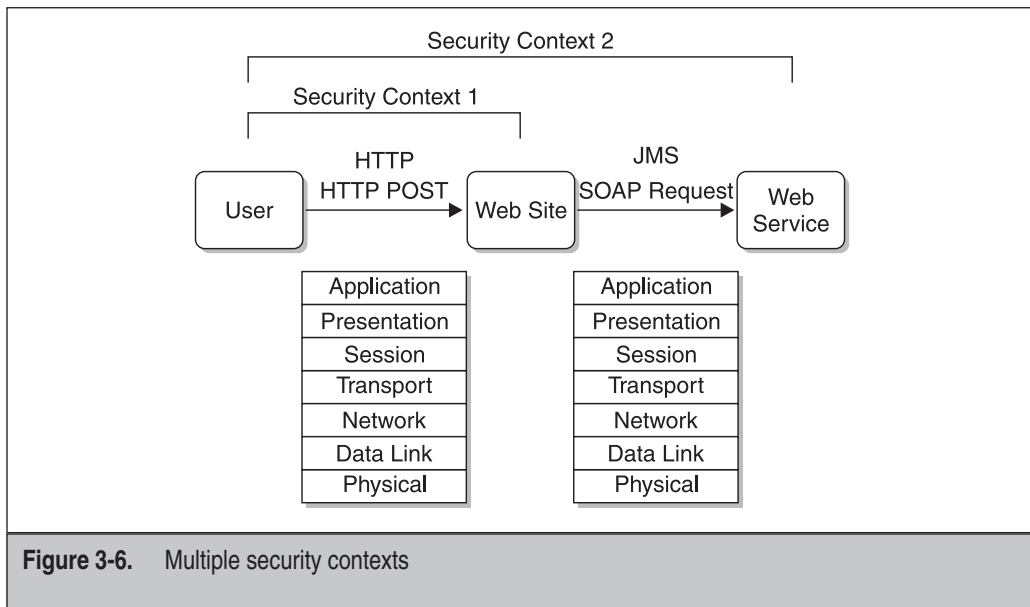 Security Context 2
Security Context 1
HTTP
HTTP POST
JMS
SOAP Request
User
Web Site
Web
Service
Application
Presentation
Session
Transport
Network
Data Link
Physical
Application
Presentation
Session
Transport
Network
Data Link
Physical
Figure 3-6. Multiple security contexts